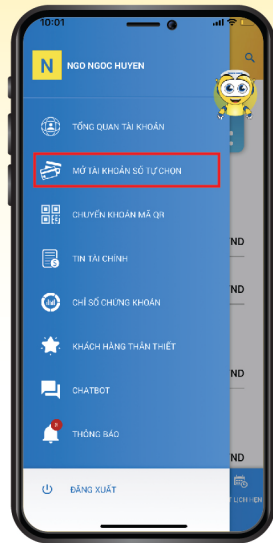 10:01
N
NGO NGOC HUYEN
TỔNG QUAN TÀI KHOẢN
MỞ TÀI KHOẢN SỐ TỰ CHỌN
CHUYỂN KHOẢN MÃ QR
ND
TIN TÀI CHÍNH
ND
CHỈ SỐ CHỨNG KHOÁN
KHÁCH HÀNG THÂN THIẾT
ND
CHATBOT
THÔNG BÁO
ND
ĐĂNG XUẤT
T LỊCH HẸN